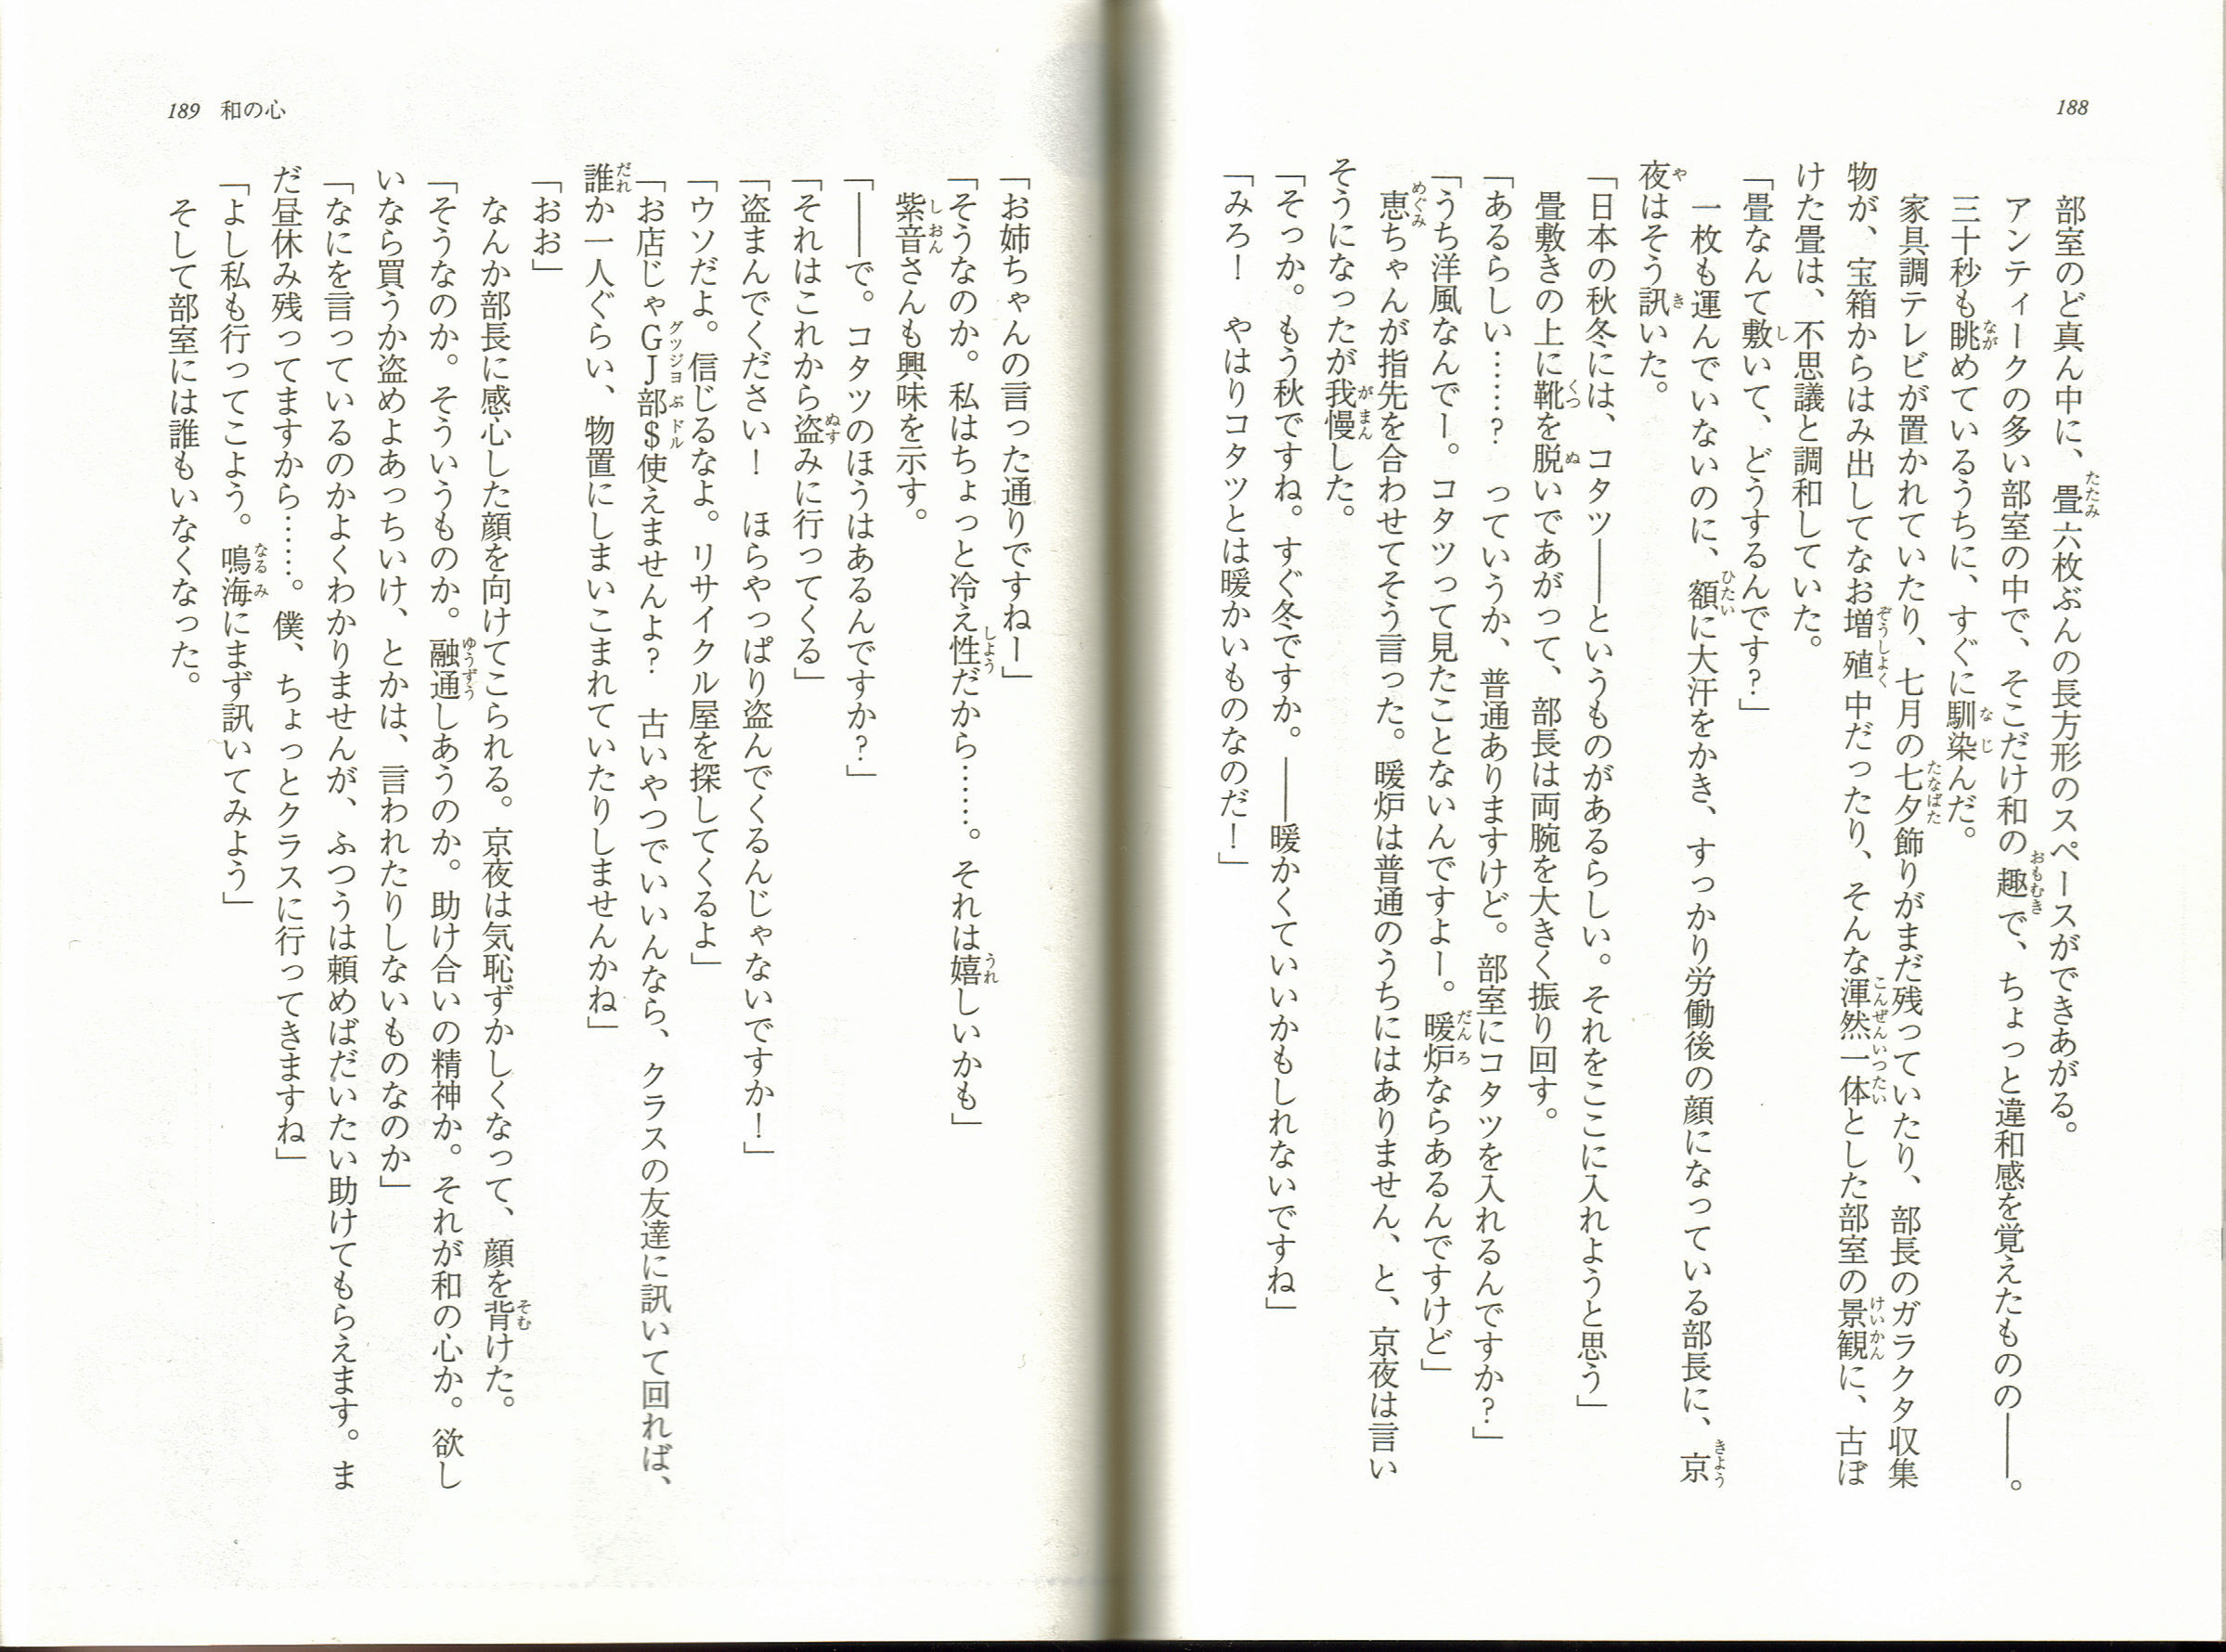 188
部室のど真ん中に、畳六枚ぶんの長方形のスペースができあがる。
アンティークの多い部室の中で、そこだけ和の趣で、ちょっと違和感を覚えたものの――。
三十秒も眺めているうちに、すぐに馴染んだ。
家具調テレビが置かれていたり、七月の七夕飾りがまだ残っていたり、部長のガラクタ収集
物が、宝箱からはみ出してなお増殖中だったり、そんな渾然一体とした部室の景観に、古ぼ
けた畳は、不思議と調和していた。
「畳なんて敷いて、どうするんです?」
一枚も運んでいないのに、額に大汗をかき、すっかり労働後の顔になっている部長に、京
夜はそう訊いた。
「日本の秋冬には、コタツ――というものがあるらしい。それをここに入れようと思う」
畳敷きの上に靴を脱いであがって、部長は両腕を大きく振り回す。
「あるらしい……? っていうか、普通ありますけど。部室にコタツを入れるんですか?」
「うち洋風なんでー。コタツって見たことないんですよー。暖炉ならあるんですけど」
恵ちゃんが指先を合わせてそう言った。暖炉は普通のうちにはありません、と、京夜は言い
そうになったが我慢した。
「そっか。もう秋ですね。すぐ冬ですか。――暖かくていいかもしれないですね」
「みろ! やはりコタツとは暖かいものなのだ!」
189 和の心
「お姉ちゃんの言った通りですねー」
「そうなのか。私はちょっと冷え性だから……。それは嬉しいかも」
紫音さんも興味を示す。
「――で。コタツのほうはあるんですか?」
「それはこれから盗みに行ってくる」
「盗まんでください! ほらやっぱり盗んでくるんじゃないですか!」
「ウソだよ。信じるなよ。リサイクル屋を探してくるよ」
「お店じゃGJ部$使えませんよ? 古いやつでいいんなら、クラスの友達に訊いて回れば、
誰か一人ぐらい、物置にしまいこまれていたりしませんかね」
「おお」
なんか部長に感心した顔を向けてこられる。京夜は気恥ずかしくなって、顔を背けた。
「そうなのか。そういうものか。融通しあうのか。助け合いの精神か。それが和の心か。欲し
いなら買うか盗めよあっちいけ、とかは、言われたりしないものなのか」
「なにを言っているのかよくわかりませんが、ふつうは頼めばだいたい助けてもらえます。ま
だ昼休み残ってますから……。僕、ちょっとクラスに行ってきますね」
「よし私も行ってこよう。鳴海にまず訊いてみよう」
そして部室には誰もいなくなった。